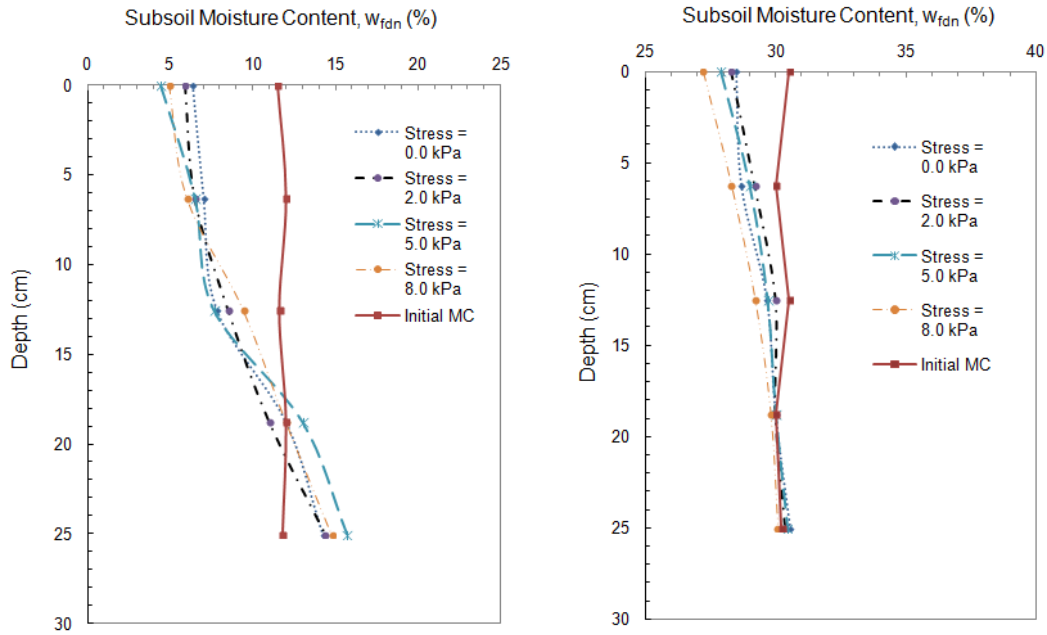 Subsoil Moisture Content, wfdn (%)
0 5 10 15 20 25
0
5
10
15
20
25
30
Depth (cm)
Stress =
0.0 kPa
Stress =
2.0 kPa
Stress =
5.0 kPa
Stress =
8.0 kPa
Initial MC
Subsoil Moisture Content, wfdn (%)
25 30 35 40
0
5
10
15
20
25
30
Depth (cm)
Stress =
0.0 kPa
Stress =
2.0 kPa
Stress =
5.0 kPa
Stress =
8.0 kPa
Initial MC